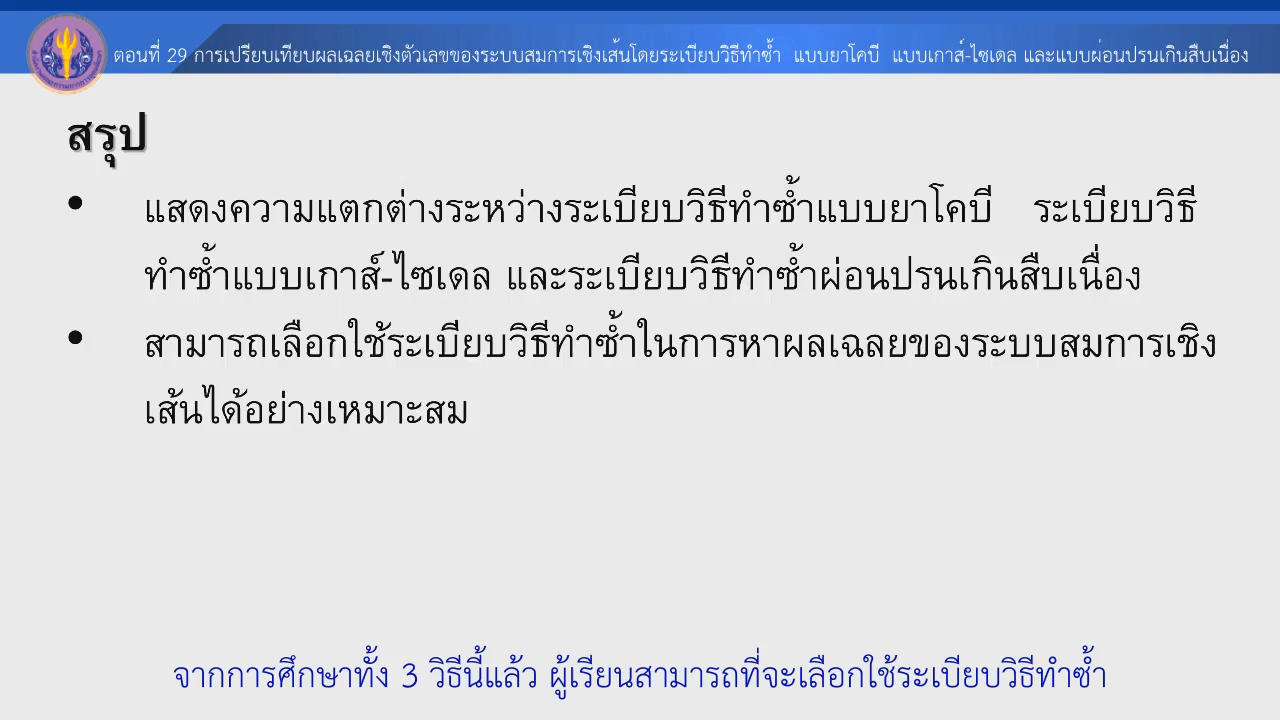 ตอนที่ 29 การเปรียบเทียบผลเฉลยเชิงตัวเลขของระบบสมการเชิงเส้นโดยระเบียบวิธีทำซ้ำ แบบยาโคบี แบบเกาส์-ไซเดล และแบบผ่อนปรนเกินสืบเนื่อง
สรุป
• แสดงความแตกต่างระหว่างระเบียบวิธีทำซ้ำแบบยาโคบี ระเบียบวิธี
ทำซ้ำแบบเกาส์-ไซเดล และระเบียบวิธีทำซ้ำผ่อนปรนเกินสืบเนื่อง
• สามารถเลือกใช้ระเบียบวิธีทำซ้ำในการหาผลเฉลยของระบบสมการเชิง
เส้นได้อย่างเหมาะสม
จากการศึกษาทั้ง 3 วิธีนี้แล้ว ผู้เรียนสามารถที่จะเลือกใช้ระเบียบวิธีทำซ้ำ